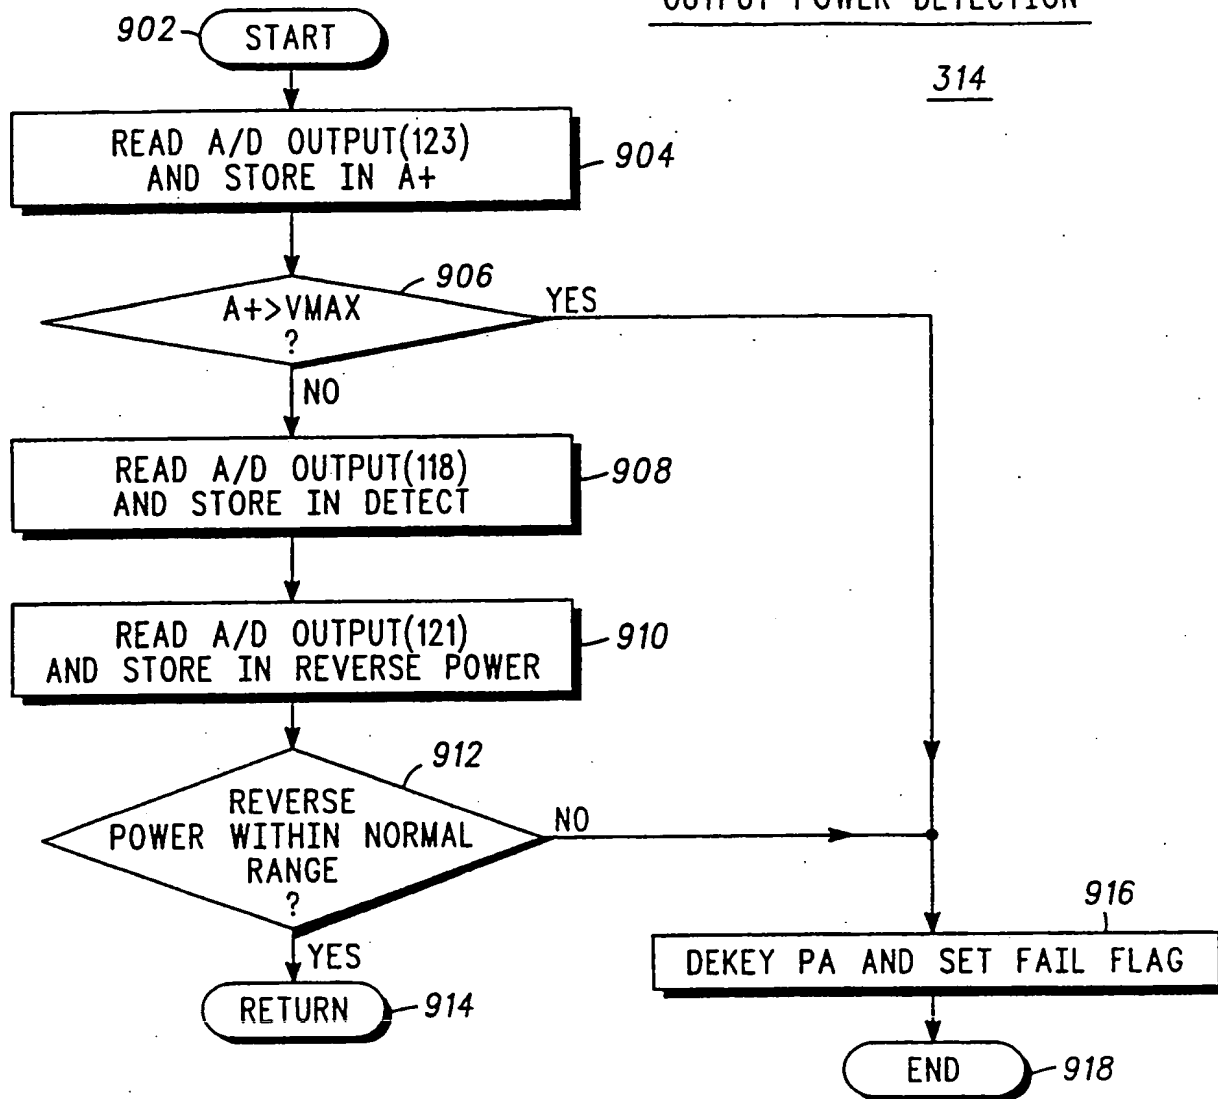 OUTPUT POWER DETECTION
314
902
START
READ A/D OUTPUT(123)
AND STORE IN A+
904
906
A+>VMAX
?
YES
NO
READ A/D OUTPUT(118)
AND STORE IN DETECT
908
READ A/D OUTPUT(121)
AND STORE IN REVERSE POWER
910
912
REVERSE
POWER WITHIN NORMAL
RANGE
?
NO
YES
RETURN
914
916
DEKEY PA AND SET FAIL FLAG
END
918